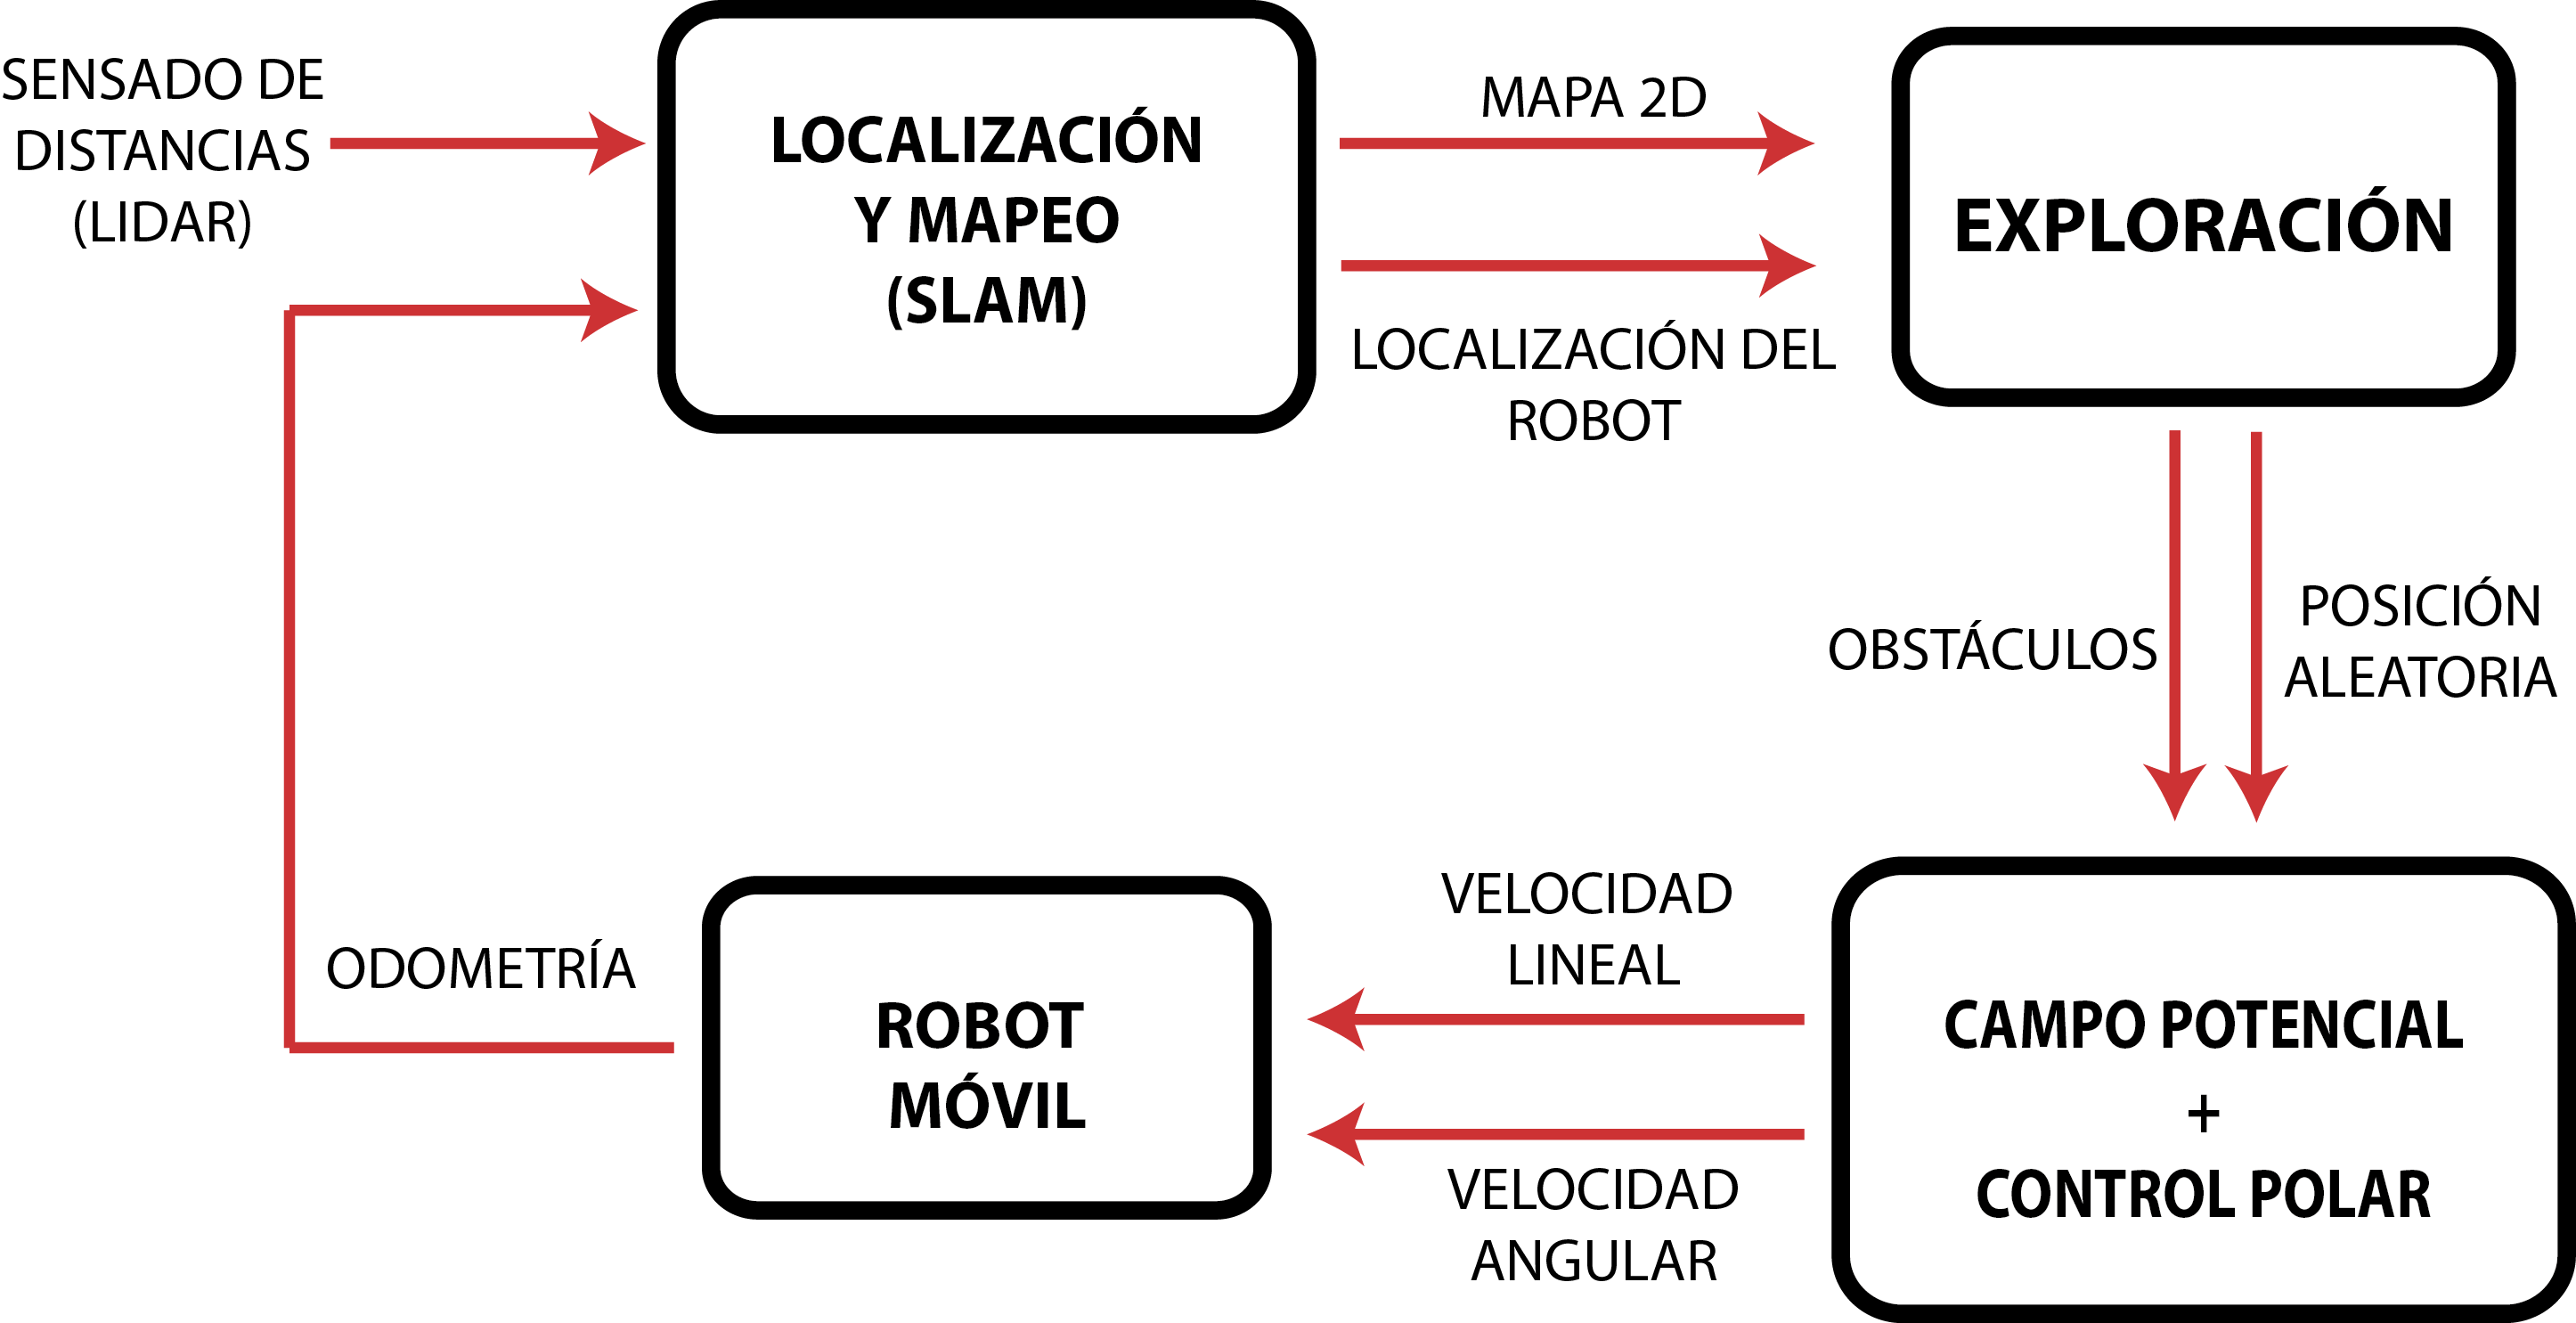 SENSADO DE
DISTANCIAS
(LIDAR)
LOCALIZACIÓN
Y MAPEO
(SLAM)
MAPA 2D
LOCALIZACIÓN DEL
ROBOT
EXPLORACIÓN
OBSTÁCULOS
POSICIÓN
ALEATORIA
CAMPO POTENCIAL
+
CONTROL POLAR
VELOCIDAD
LINEAL
VELOCIDAD
ANGULAR
ROBOT
MÓVIL
ODOMETRÍA